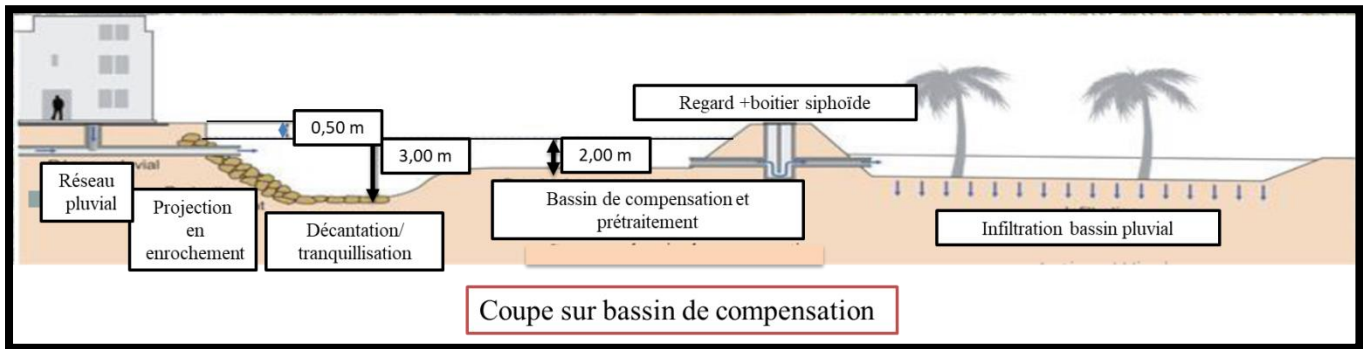 Regard +boitier siphoïde
0,50 m
3,00 m
2,00 m
Réseau
pluvial
pluvial
Projection
en
enrochement
Décantation/
tranquillisation
Bassin de compensation et
prétraitement
Infiltration bassin pluvial
Coupe sur bassin de compensation